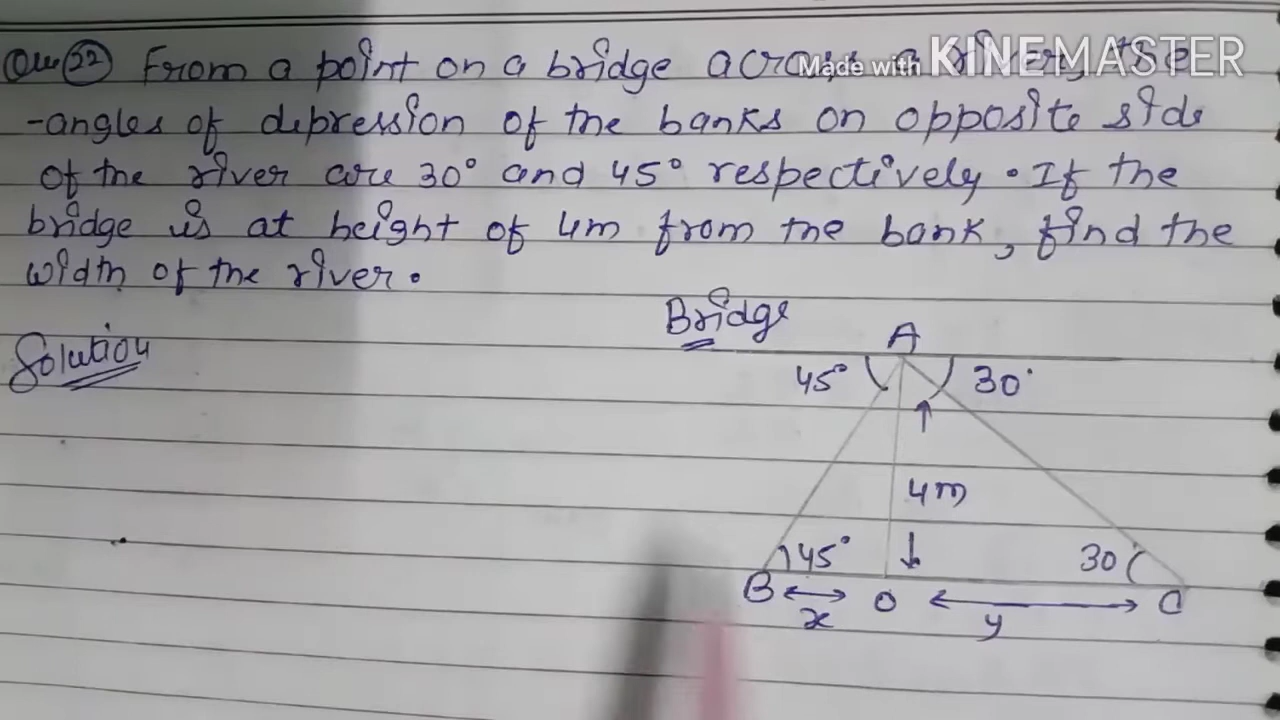 Que 22 From a point on a bridge across a river, the
-angles of depression of the banks on opposite side
of the river are 30° and 45° respectively. If the
bridge is at height of 4m from the bank, find the
width of the river.
Made with KINEMASTER
Solution
Bridge
A
45° 30°
4m
45° 30
B O C
x y